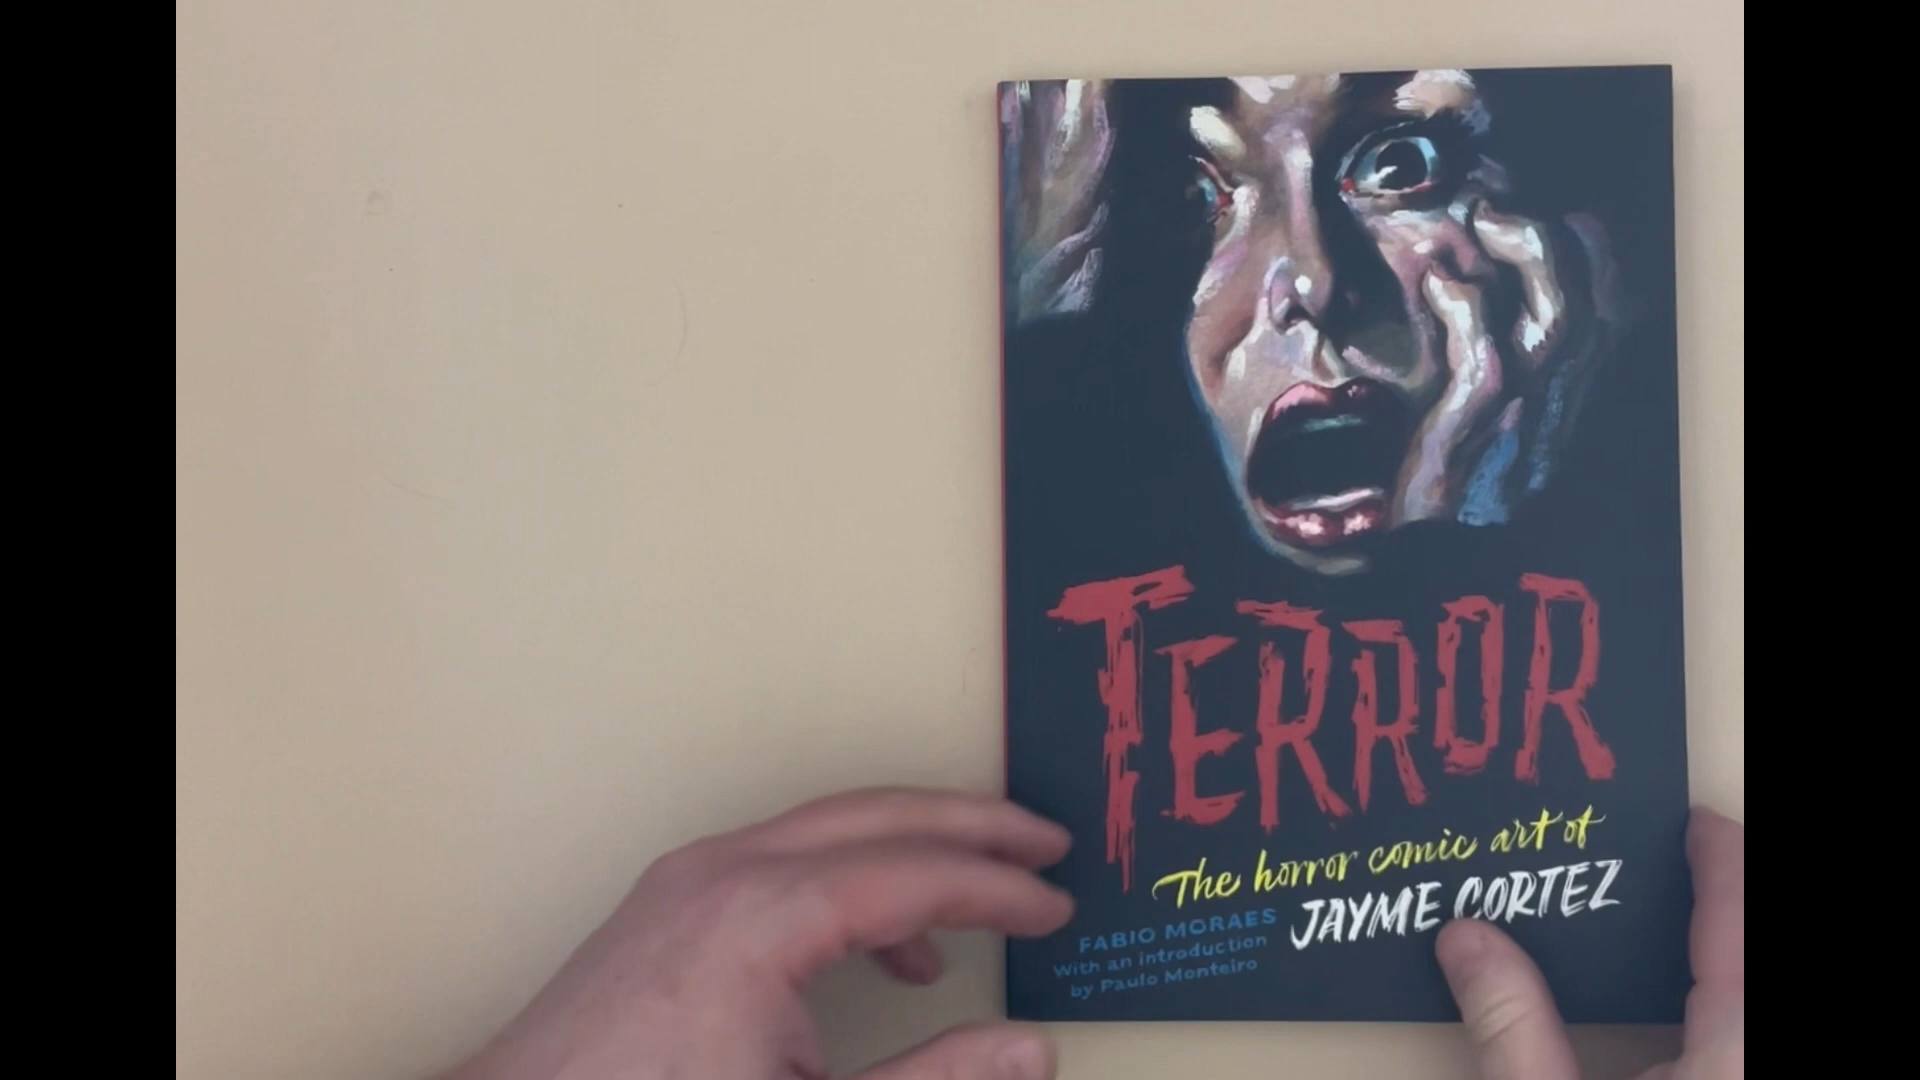 TERROR
The horror comic art of
JAYME CORTEZ
FABIO MORAES
With an introduction
by Paulo Monteiro